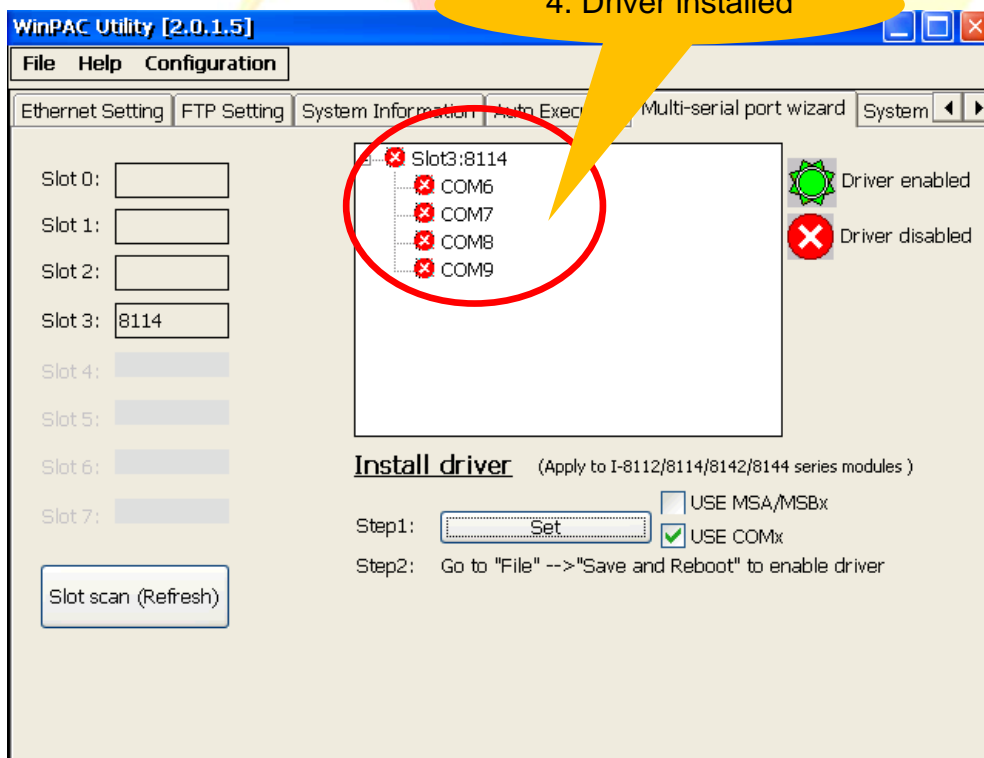 4. Driver installed
WinPAC Utility [2.0.1.5]
File Help Configuration
Ethernet Setting FTP Setting System Information Auto Multi-serial port wizard System
Slot 0:
Slot 1:
Slot 2:
Slot 3: 8114
Slot 4:
Slot 5:
Slot 6:
Slot 7:
Slot scan (Refresh)
Slot3:8114
COM6
COM7
COM8
COM9
Driver enabled
Driver disabled
Install driver (Apply to I-8112/8114/8142/8144 series modules )
USE MSA/MSBx
Step1: Set
USE COMx
Step2: Go to "File" -->"Save and Reboot" to enable driver